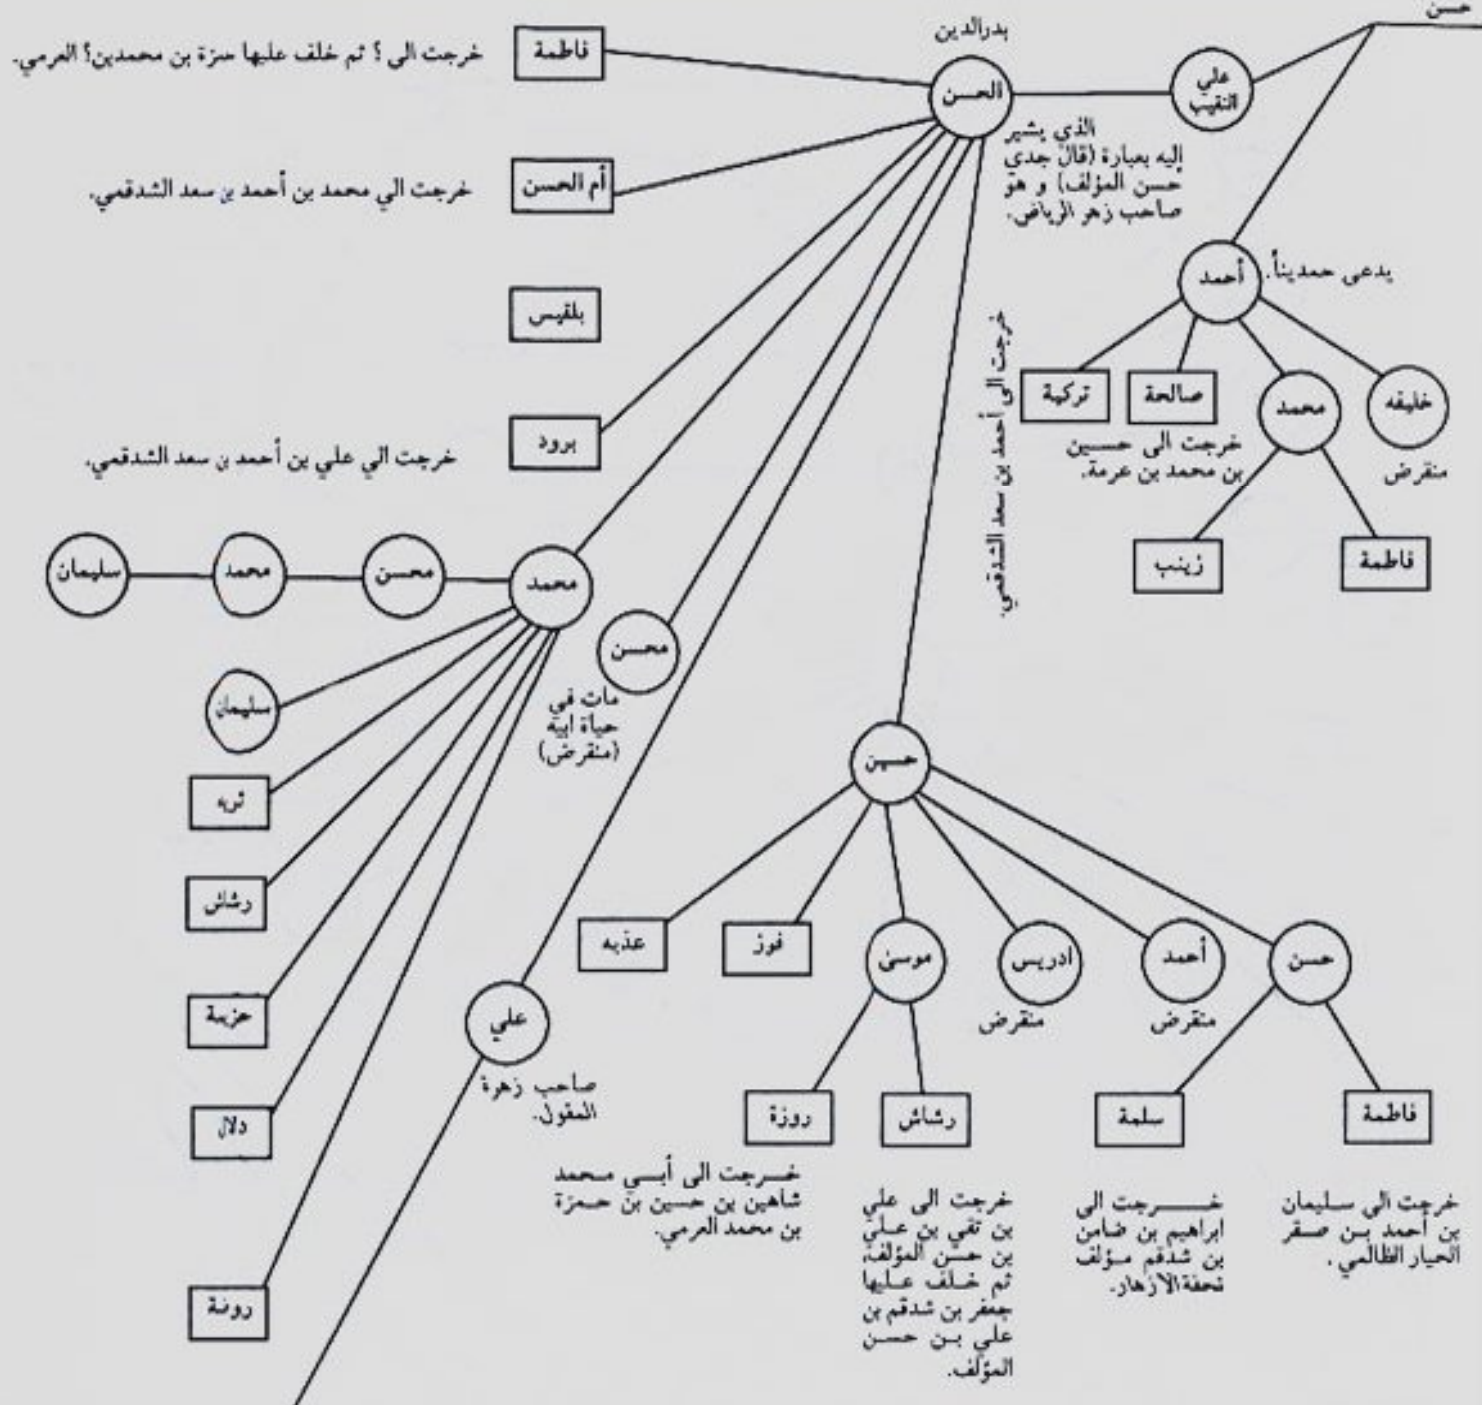 حسن
بدرالدين
فاطمة
خرجت الى ؟ ثم خلف عليها حمزة بن محمدبن؟ العرمي.
الحسن
علي
النقيب
الذي يشير
إليه بعبارة (قال جدي
حسن المؤلف) و هو
صاحب زهر الرياض.
أم الحسن
خرجت الي محمد بن أحمد بن سعد الشدقمي.
أحمد
يدعى حمديناً.
بلقيس
خرجت الى أحمد بن سعد الشدقمي.
تركية
صالحة
محمد
خليفه
خرجت الى حسين
بن محمد بن عرمة.
منقرض
برود
خرجت الي علي بن أحمد بن سعد الشدقمي.
زينب
فاطمة
محمد
محسن
محمد
سليمان
محسن
مات في
حياة ابيه
(منقرض)
سليمان
حسين
ثريه
رشاش
عذبه
فوز
موسى
ادريس
أحمد
حسن
منقرض
منقرض
حزيمة
علي
صاحب زهرة
المقول.
دلال
روزة
رشاش
سلمة
فاطمة
خرجت الى أبي محمد
شاهين بن حسين بن حمزة
بن محمد العرمي.
خرجت الى علي
بن تقي بن علي
بن حسن المؤلف،
ثم خلف عليها
جعفر بن شدقم بن
علي بن حسن
المؤلف.
خرجت الى
ابراهيم بن ضامن
بن شدقم مؤلف
تحفة الازهار.
خرجت الى سليمان
بن أحمد بن صقر
الحيار الظالمي.
روضة